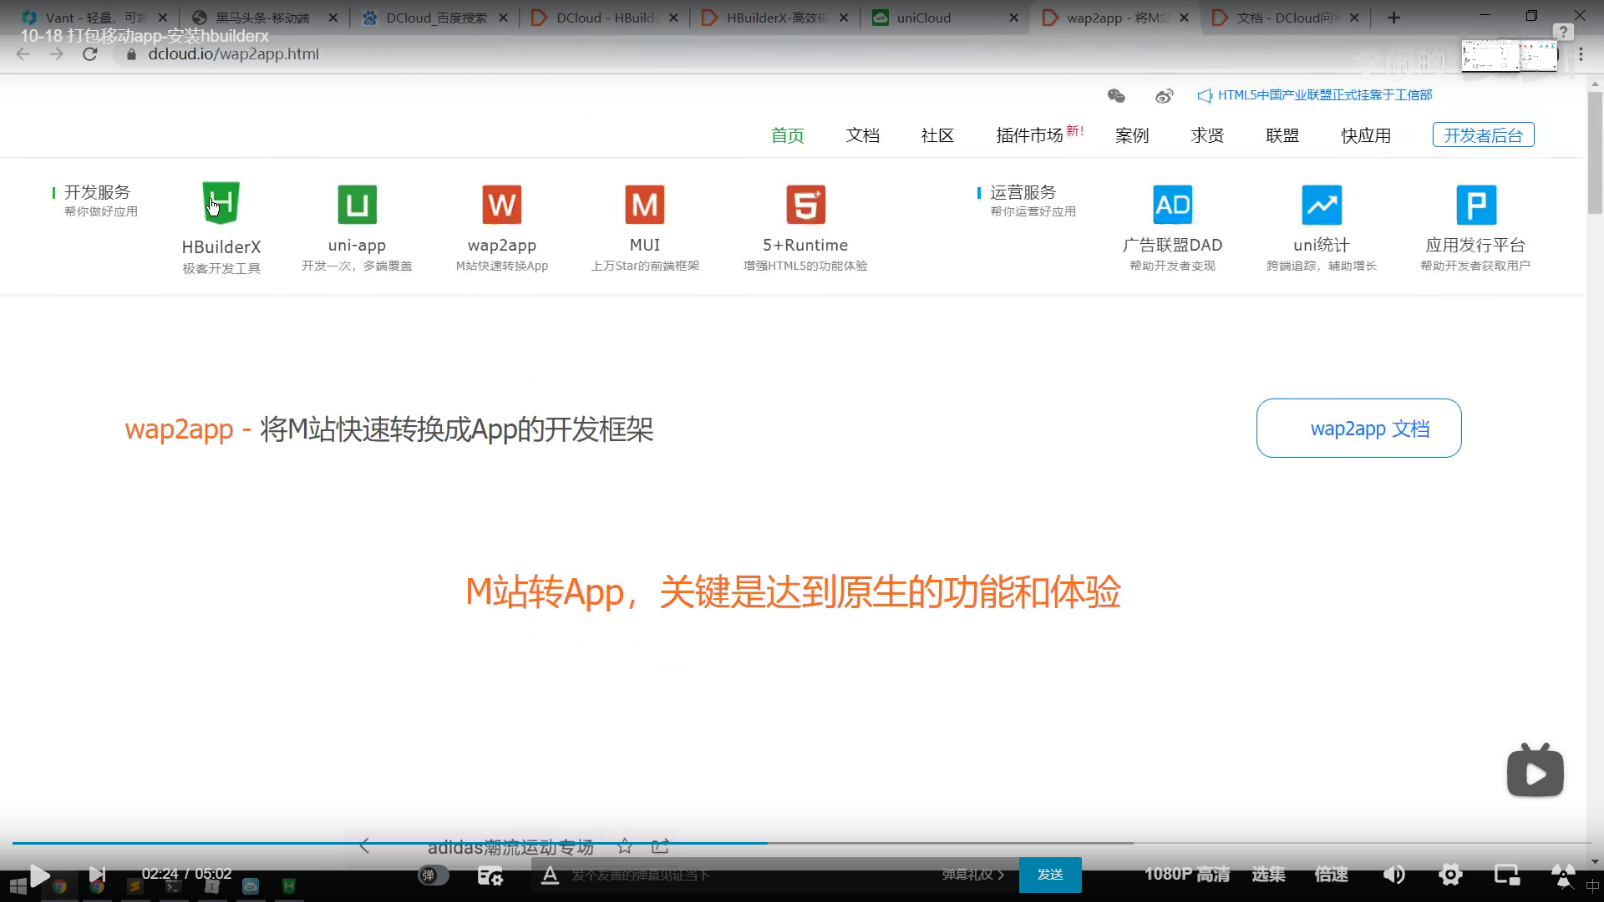 Vant - 轻量、可
黑马头条-移动端
DCloud_百度搜索
DCloud - HBuild
HBuilderX-高效
uniCloud
wap2app - 将M
文档 - DCloud问
10-18 打包移动app-安装hbuilderx
dcloud.io/wap2app.html
HTML5中国产业联盟正式挂靠于工信部
首页
文档
社区
插件市场 新!
案例
求贤
联盟
快应用
开发者后台
开发服务
帮你做好应用
HBuilderX
极客开发工具
uni-app
开发一次，多端覆盖
wap2app
M站快速转换App
MUI
上万Star的前端框架
5+Runtime
增强HTML5的功能体验
运营服务
帮你运营好应用
AD
广告联盟DAD
帮助开发者变现
uni统计
跨端追踪，辅助增长
应用发行平台
帮助开发者获取用户
wap2app - 将M站快速转换成App的开发框架
wap2app 文档
M站转App，关键是达到原生的功能和体验
adidas潮流运动专场
02:24 / 05:02
弹
发个友善的弹幕见证当下
弹幕礼仪
发送
1080P 高清
选集
倍速
中